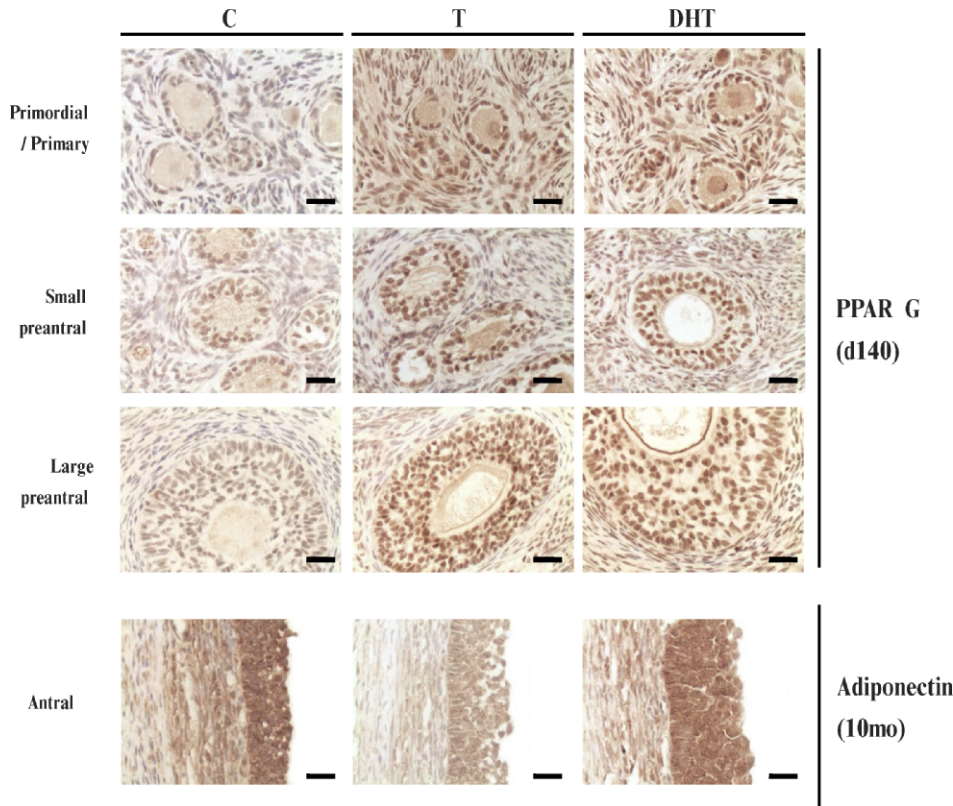 C T DHT
Primordial
/ Primary
Small
preantral
PPAR G
(d140)
Large
preantral
Antral
Adiponectin
(10mo)